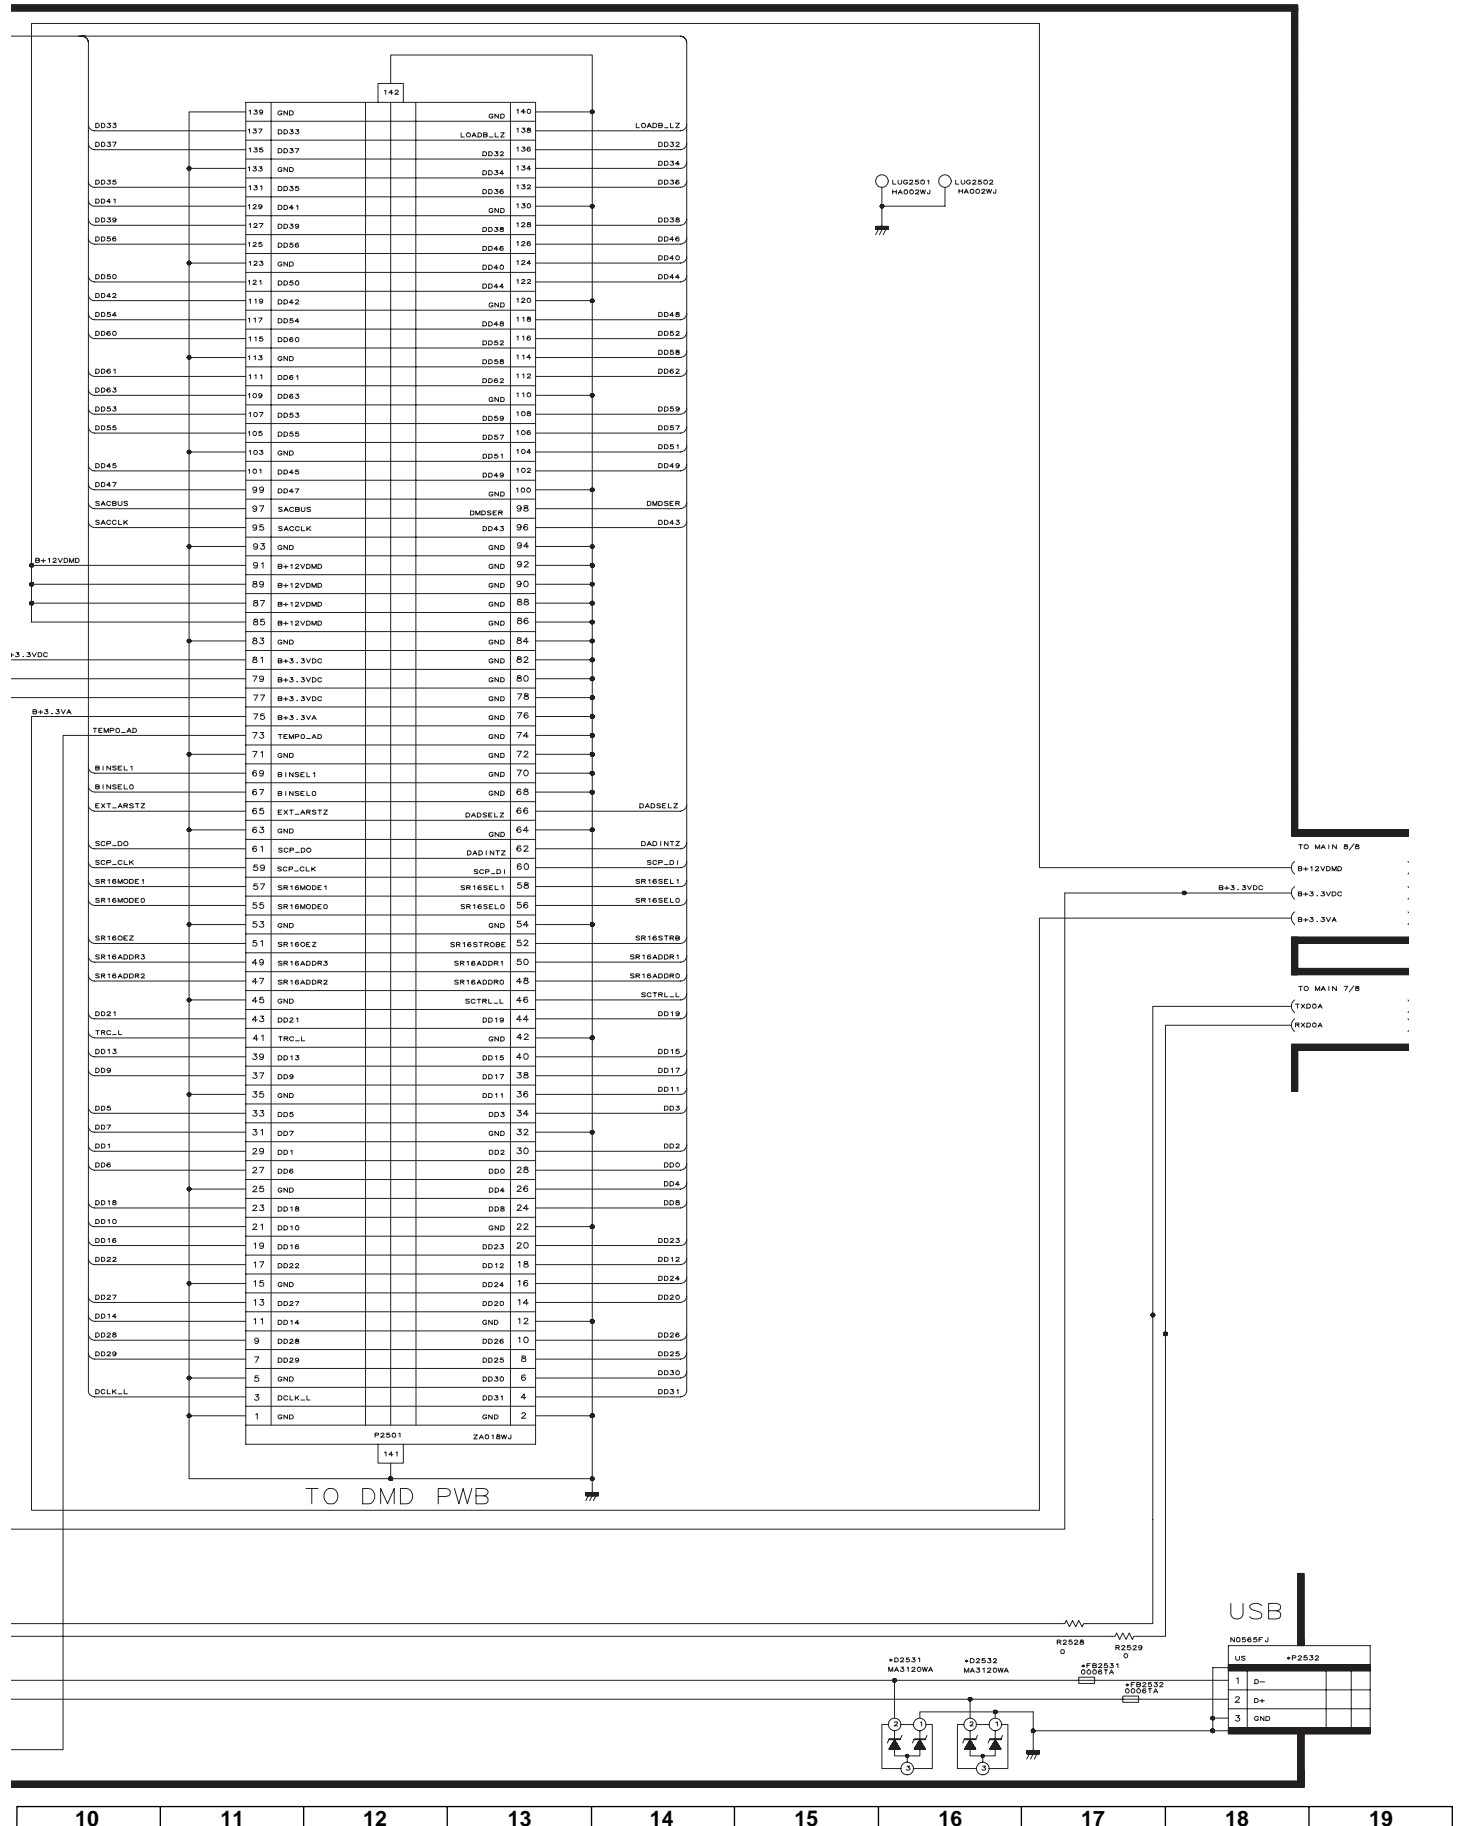 142
139 GND GND 140
DD33 137 DD33 LOADB_LZ 138 LOADB_LZ
DD37 135 DD37 DD32 136 DD32
133 GND DD34 134 DD34
DD35 131 DD35 DD36 132 DD36
DD41 129 DD41 GND 130
DD39 127 DD39 DD38 128 DD38
DD56 125 DD56 DD46 126 DD46
123 GND DD40 124 DD40
DD50 121 DD50 DD44 122 DD44
DD42 119 DD42 GND 120
DD54 117 DD54 DD48 118 DD48
DD60 115 DD60 DD52 116 DD52
113 GND DD58 114 DD58
DD61 111 DD61 DD62 112 DD62
DD63 109 DD63 GND 110
DD53 107 DD53 DD59 108 DD59
DD55 105 DD55 DD57 106 DD57
103 GND DD51 104 DD51
DD45 101 DD45 DD49 102 DD49
DD47 99 DD47 GND 100
SACBUS 97 SACBUS DMDSER 98 DMDSER
SACCLK 95 SACCLK DD43 96 DD43
93 GND GND 94
B+12VDMD 91 B+12VDMD GND 92
89 B+12VDMD GND 90
87 B+12VDMD GND 88
85 B+12VDMD GND 86
83 GND GND 84
+3.3VDC 81 B+3.3VDC GND 82
79 B+3.3VDC GND 80
77 B+3.3VDC GND 78
B+3.3VA 75 B+3.3VA GND 76
TEMPO_AD 73 TEMPO_AD GND 74
71 GND GND 72
BINSEL1 69 BINSEL1 GND 70
BINSEL0 67 BINSEL0 GND 68
EXT_ARSTZ 65 EXT_ARSTZ DADSELZ 66 DADSELZ
63 GND GND 64
SCP_DO 61 SCP_DO DADINTZ 62 DADINTZ
SCP_CLK 59 SCP_CLK SCP_DI 60 SCP_DI
SR16MODE1 57 SR16MODE1 SR16SEL1 58 SR16SEL1
SR16MODE0 55 SR16MODE0 SR16SEL0 56 SR16SEL0
53 GND GND 54
SR16OEZ 51 SR16OEZ SR16STROBE 52 SR16STRB
SR16ADDR3 49 SR16ADDR3 SR16ADDR1 50 SR16ADDR1
SR16ADDR2 47 SR16ADDR2 SR16ADDR0 48 SR16ADDR0
45 GND SCTRL_L 46 SCTRL_L
DD21 43 DD21 DD19 44 DD19
TRC_L 41 TRC_L GND 42
DD13 39 DD13 DD15 40 DD15
DD9 37 DD9 DD17 38 DD17
35 GND DD11 36 DD11
DD5 33 DD5 DD3 34 DD3
DD7 31 DD7 GND 32
DD1 29 DD1 DD2 30 DD2
DD6 27 DD6 DD0 28 DD0
25 GND DD4 26 DD4
DD18 23 DD18 DD8 24 DD8
DD10 21 DD10 GND 22
DD16 19 DD16 DD23 20 DD23
DD22 17 DD22 DD12 18 DD12
15 GND DD24 16 DD24
DD27 13 DD27 DD20 14 DD20
DD14 11 DD14 GND 12
DD28 9 DD28 DD26 10 DD26
DD29 7 DD29 DD25 8 DD25
5 GND DD30 6 DD30
DCLK_L 3 DCLK_L DD31 4 DD31
1 GND GND 2
P2501 ZA018WJ
141
TO DMD PWB
LUG2501 LUG2502
HA002WJ HA002WJ
TO MAIN 8/8
B+12VDMD
B+3.3VDC B+3.3VDC
B+3.3VA
TO MAIN 7/8
TXD0A
RXD0A
USB
R2528
0
R2529
0
N0565FJ
US *P2532
1 D-
2 D+
3 GND
*D2531
MA3120WA
*D2532
MA3120WA
*FB2531
0006TA
*FB2532
0006TA
2 1 2 1
3 3
10 11 12 13 14 15 16 17 18 19